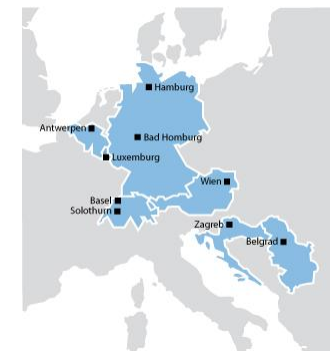 Hamburg
Antwerpen
Bad Homburg
Luxemburg
Wien
Basel
Solothurn
Zagreb
Belgrad